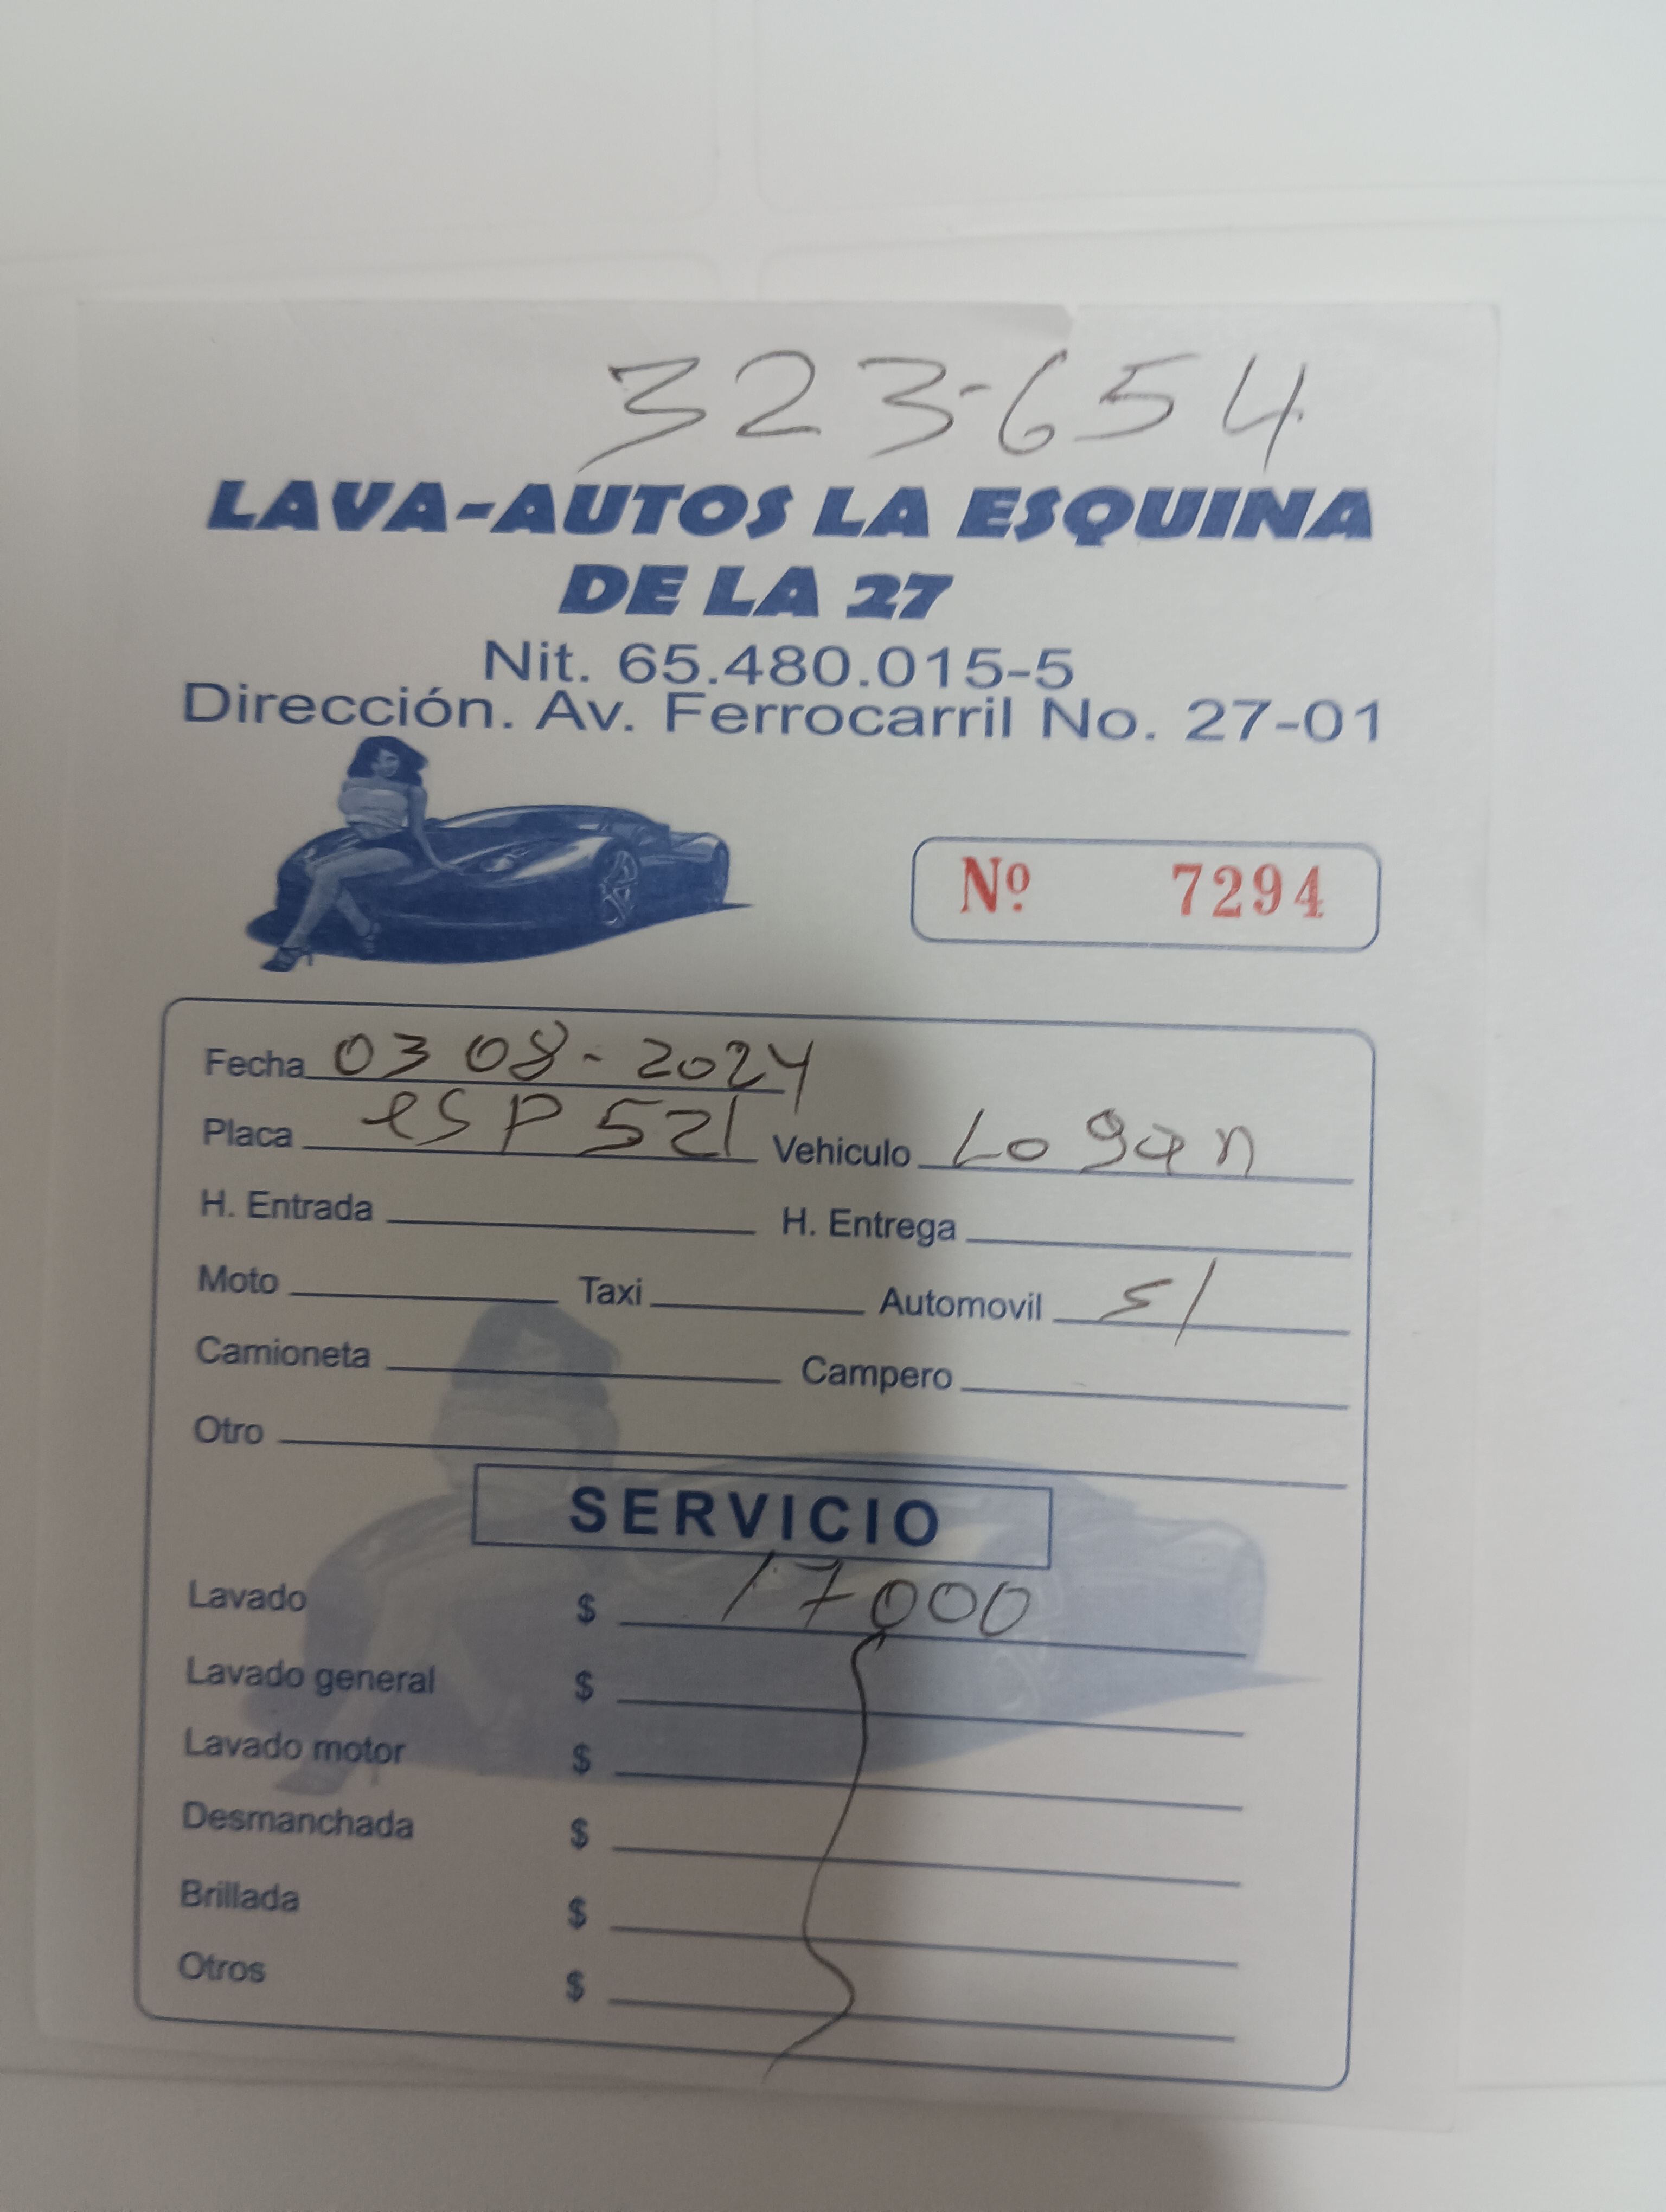 323-654
LAVA-AUTOS LA ESQUINA
DE LA 27
Nit. 65.480.015-5
Dirección. Av. Ferrocarril No. 27-01
Nº 7294
Fecha 03 08-2024
Placa esp 521 Vehiculo Logan
H. Entrada H. Entrega
Moto Taxi Automovil SI
Camioneta Campero
Otro
SERVICIO
Lavado $ 17000
Lavado general $
Lavado motor $
Desmanchada $
Brillada $
Otros $